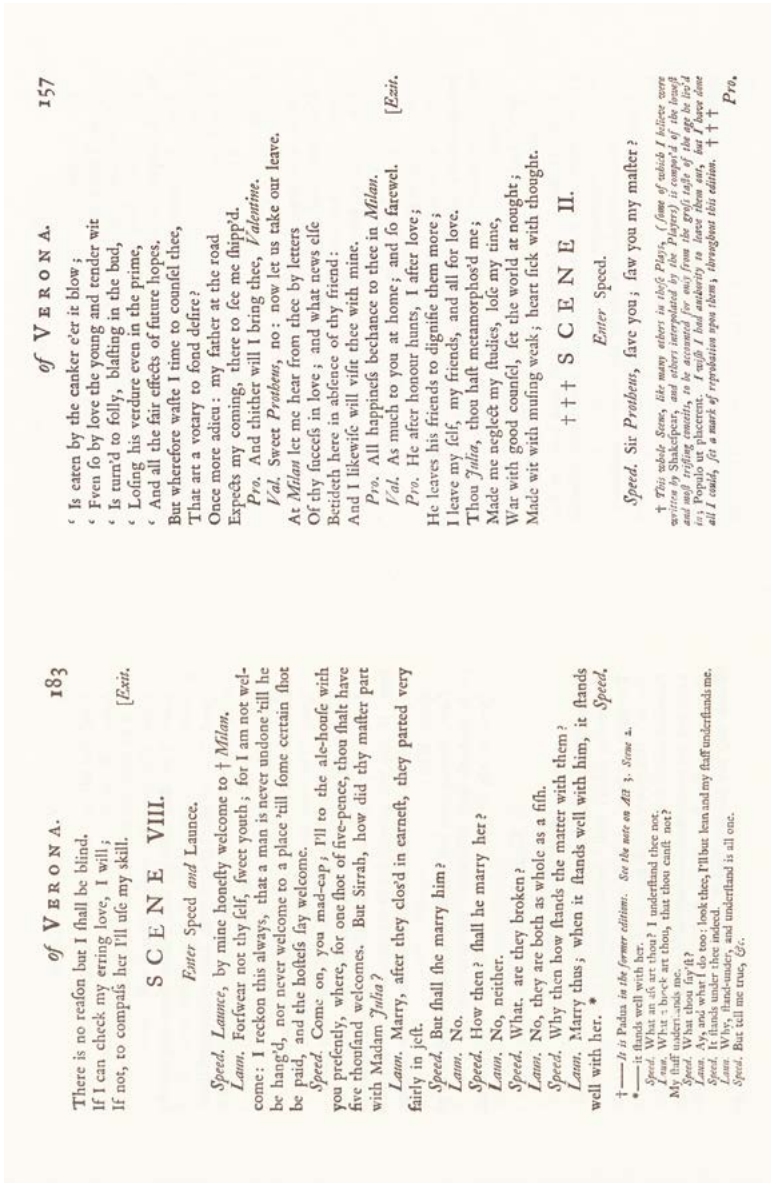 of VERONA. 183
There is no reaſon but I ſhall be blind.
If I can check my erring love, I will;
If not, to compaſs her I'll uſe my skill. [Exit.
SCENE VIII.
Enter Speed and Launce.
Speed. Launce, by mine honeſty welcome to † Milan.
Laun. Forſwear not thy ſelf, ſweet youth; for I am not wel-
come: I reckon this always, that a man is never undone 'till he
be hang'd, nor never welcome to a place 'till ſome certain ſhot
be paid, and the hoſteſs ſay welcome.
Speed. Come on, you mad-cap; I'll to the ale-houſe with
you preſently, where, for one ſhot of five-pence, thou ſhalt have
five thouſand welcomes. But Sirrah, how did thy maſter part
with Madam Julia?
Laun. Marry, after they clos'd in earneſt, they parted very
fairly in jeſt.
Speed. But ſhall ſhe marry him?
Laun. No.
Speed. How then? ſhall he marry her?
Laun. No, neither.
Speed. What, are they broken?
Laun. No, they are both as whole as a fiſh.
Speed. Why then how ſtands the matter with them?
Laun. Marry thus; when it ſtands well with him, it ſtands
well with her. * Speed.
†—— It is Padua in the former editions. See the note on Act 3. Scene 2.
*—— it ſtands well with her.
Speed. What an aſs art thou? I underſtand thee not.
Laun. What a block art thou, that thou canſt not?
My ſtaff underſtands me.
Speed. What thou ſay'ſt?
Laun. Ay, and what I do too: look thee, I'll but lean and my ſtaff underſtands me.
Speed. It ſtands under thee indeed.
Laun. Why, ſtand-under, and underſtand is all one.
Speed. But tell me true, &c.
of VERONA. 157
‘ Is eaten by the canker e'er it blow;
‘ Even ſo by love the young and tender wit
‘ Is turn'd to folly, blaſting in the bud,
‘ Loſing his verdure even in the prime,
‘ And all the fair effects of future hopes.
But wherefore waſte I time to counſel thee,
That art a votary to fond deſire?
Once more adieu: my father at the road
Expects my coming, there to ſee me ſhipp'd.
Pro. And thither will I bring thee, Valentine.
Val. Sweet Protheus, no: now let us take our leave.
At Milan let me hear from thee by letters
Of thy ſucceſs in love; and what news elſe
Betideth here in abſence of thy friend:
And I likewiſe will viſit thee with mine.
Pro. All happineſs bechance to thee in Milan.
Val. As much to you at home; and ſo farewel. [Exit.
Pro. He after honour hunts, I after love;
He leaves his friends to dignifie them more;
I leave my ſelf, my friends, and all for love.
Thou Julia, thou haſt metamorphos'd me;
Made me neglect my ſtudies, loſe my time,
War with good counſel, ſet the world at nought;
Made wit with muſing weak; heart ſick with thought.
††† SCENE II.
Enter Speed.
Speed. Sir Protheus, ſave you; ſaw you my maſter?
† This whole Scene, like many others in theſe Plays, (ſome of which I believe were
written by Shakeſpear, and others interpolated by the Players) is compos'd of the loweſt
and moſt trifling conceits, to be accounted for only from the groſs taſte of the age he liv'd
in; Populo ut placerent. I wiſh I had authority to leave them out, but I have done
all I could, ſet a mark of reprobation upon them; throughout this edition. †††
Pro.